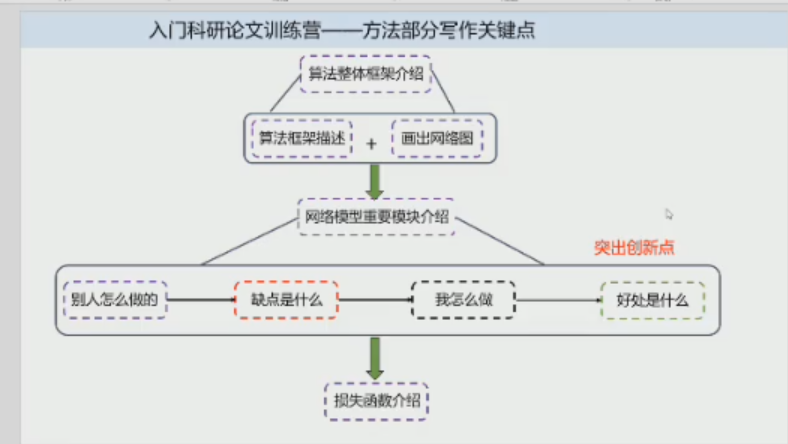 入门科研论文训练营——方法部分写作关键点
算法整体框架介绍
算法框架描述 + 画出网络图
网络模型重要模块介绍
突出创新点
别人怎么做的 缺点是什么 我怎么做 好处是什么
损失函数介绍